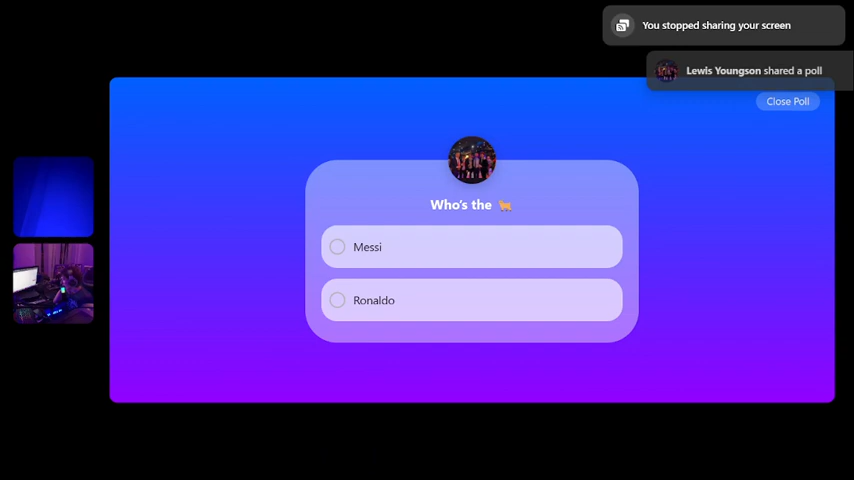 You stopped sharing your screen
Lewis Youngson shared a poll
Close Poll
Who's the 🐐
Messi
Ronaldo